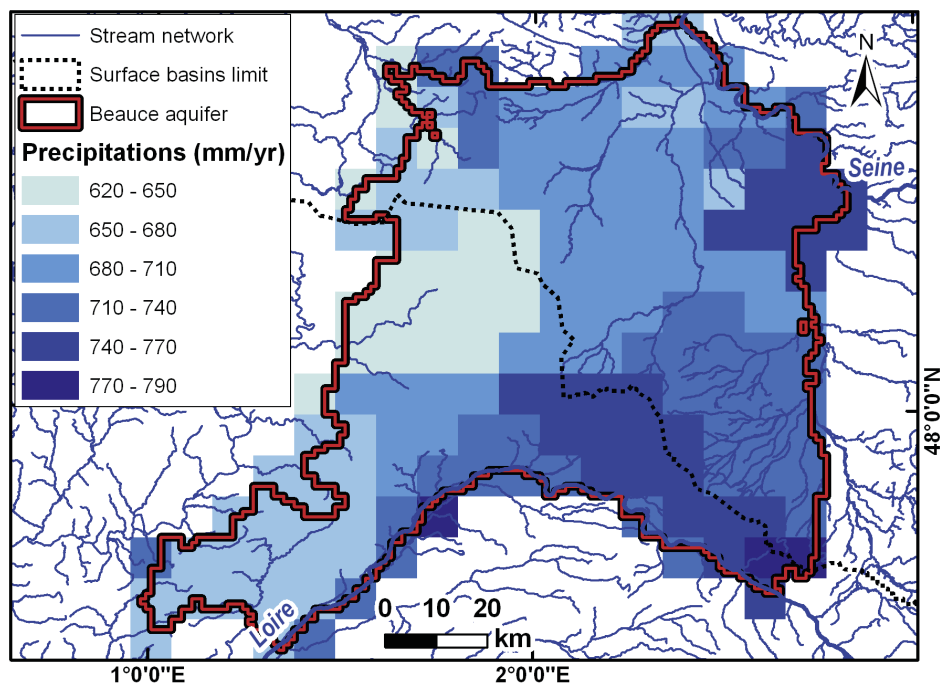 Stream network
Surface basins limit
Beauce aquifer
Precipitations (mm/yr)
620 - 650
650 - 680
680 - 710
710 - 740
740 - 770
770 - 790
N
Seine
48°0'0"N
Loire
0 10 20
km
1°0'0"E
2°0'0"E